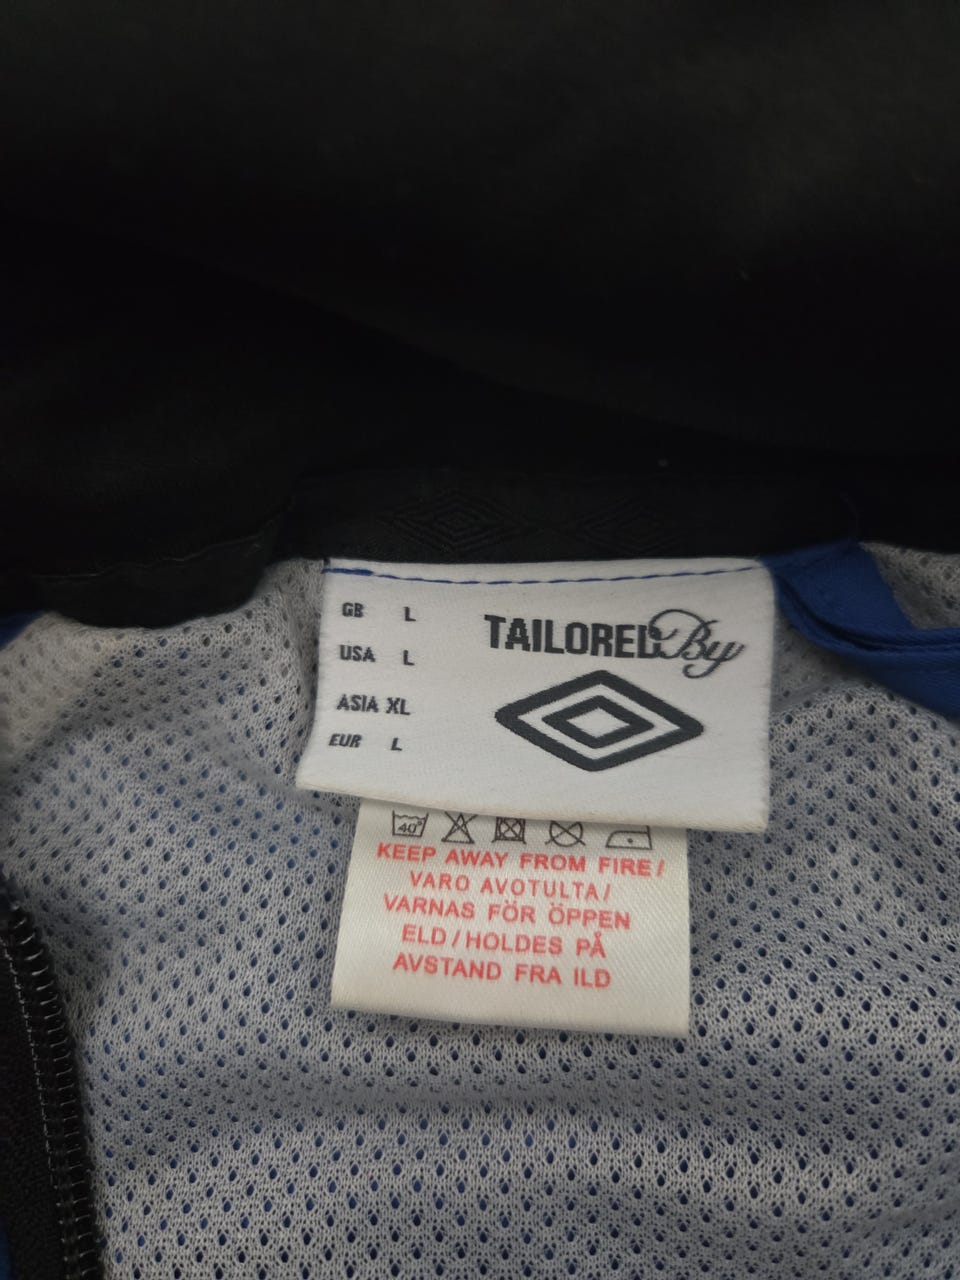 GB L
USA L
ASIA XL
EUR L
TAILORED By
40°
KEEP AWAY FROM FIRE/
VARO AVOTULTA/
VARNAS FÖR ÖPPEN
ELD/HOLDES PÅ
AVSTAND FRA ILD